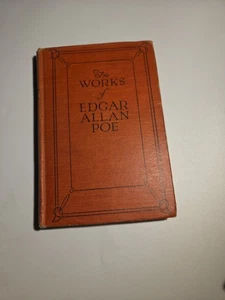 The
WORKS
of
EDGAR
ALLAN
POE